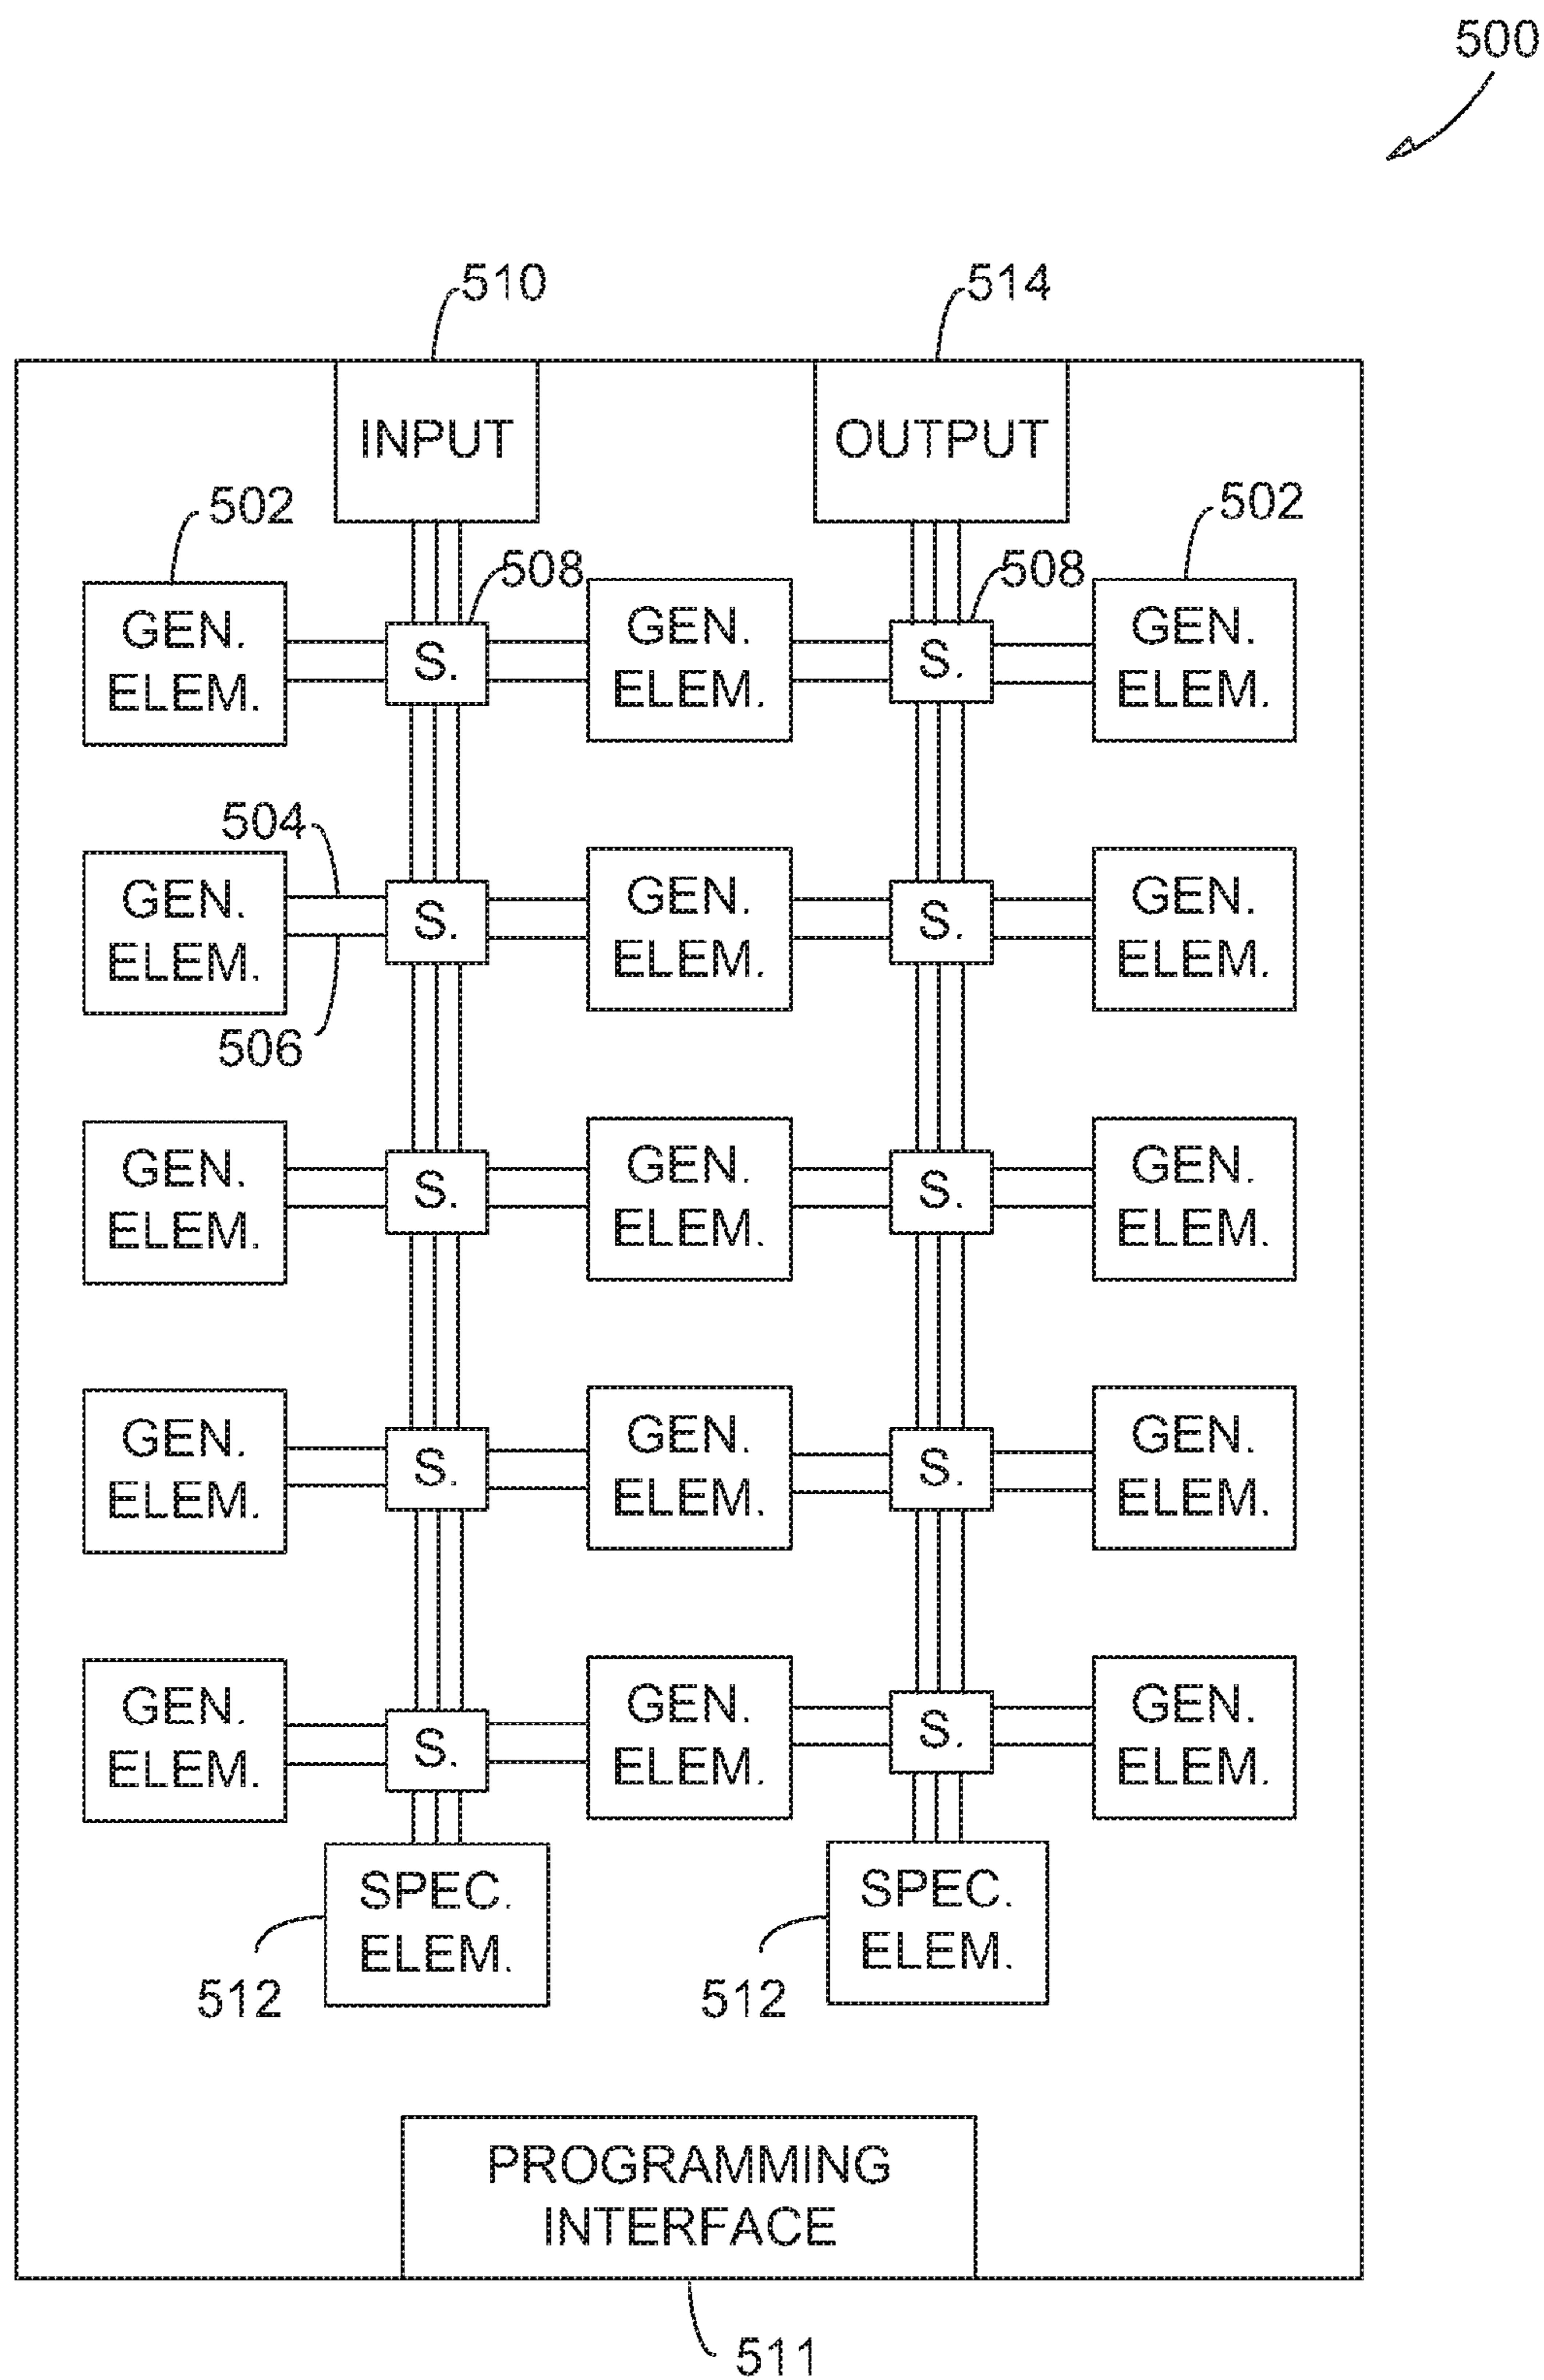 500
510
514
INPUT
OUTPUT
502
502
508
508
GEN.
ELEM.
S.
GEN.
ELEM.
S.
GEN.
ELEM.
504
GEN.
ELEM.
S.
GEN.
ELEM.
S.
GEN.
ELEM.
506
GEN.
ELEM.
S.
GEN.
ELEM.
S.
GEN.
ELEM.
GEN.
ELEM.
S.
GEN.
ELEM.
S.
GEN.
ELEM.
GEN.
ELEM.
S.
GEN.
ELEM.
S.
GEN.
ELEM.
SPEC.
ELEM.
SPEC.
ELEM.
512
512
PROGRAMMING
INTERFACE
511